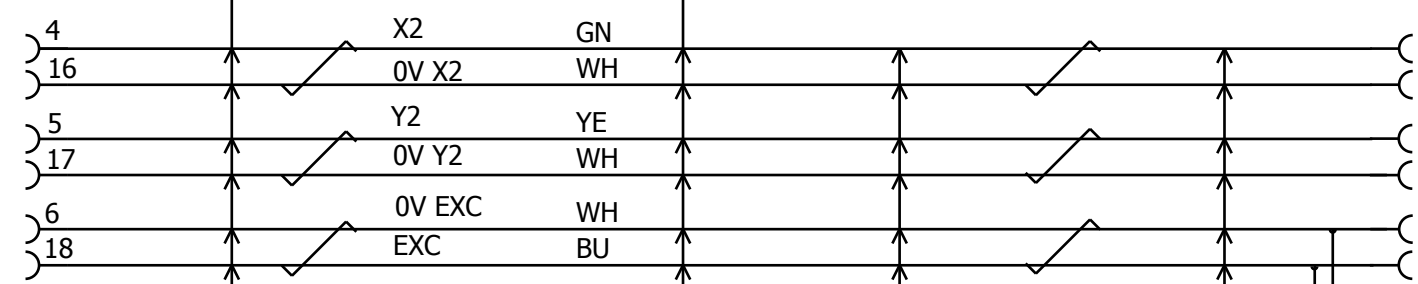 4 X2 GN
16 0V X2 WH
5 Y2 YE
17 0V Y2 WH
6 0V EXC WH
18 EXC BU